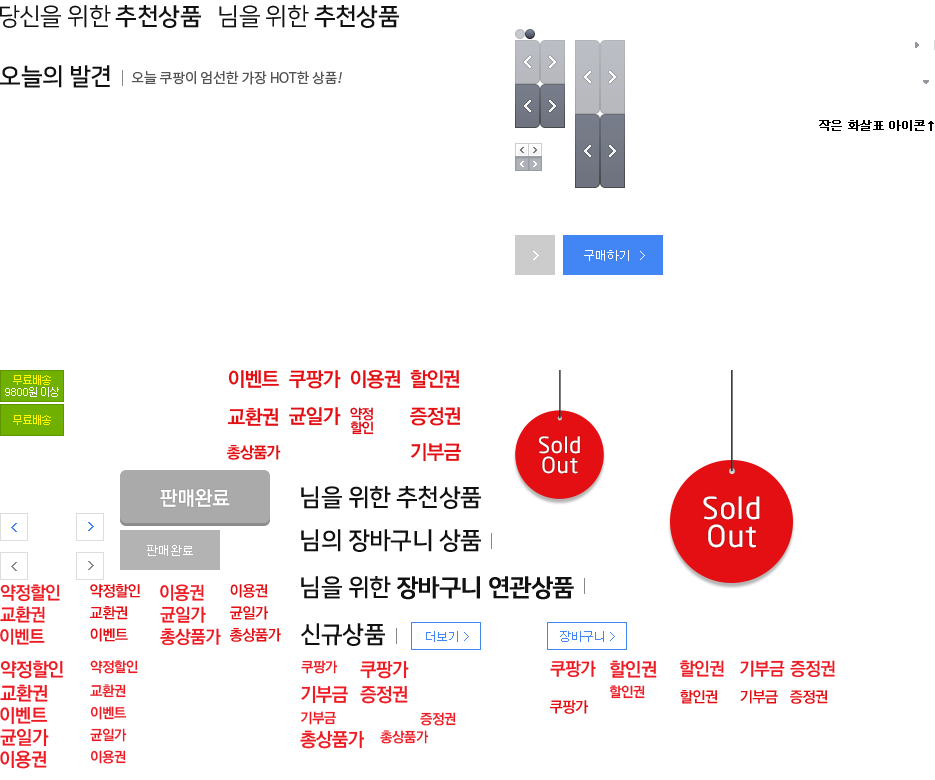 당신을 위한 추천상품 님을 위한 추천상품
오늘의 발견 오늘 쿠팡이 엄선한 가장 HOT한 상품!
작은 화살표 아이콘↑
구매하기
무료배송
9800원 이상
무료배송
이벤트 쿠팡가 이용권 할인권
교환권 균일가 약정 증정권
할인
총상품가 기부금
Sold
Out
Sold
Out
판매완료
판매완료
님을 위한 추천상품
님의 장바구니 상품
님을 위한 장바구니 연관상품
신규상품 더보기 장바구니
약정할인 약정할인 이용권 이용권
교환권 교환권 균일가 균일가
이벤트 이벤트 총상품가 총상품가
약정할인 약정할인 쿠팡가 쿠팡가 쿠팡가 할인권 할인권 기부금 증정권
교환권 교환권 기부금 증정권 할인권 할인권 기부금 증정권
이벤트 이벤트 기부금 증정권 쿠팡가
균일가 균일가 총상품가 총상품가
이용권 이용권